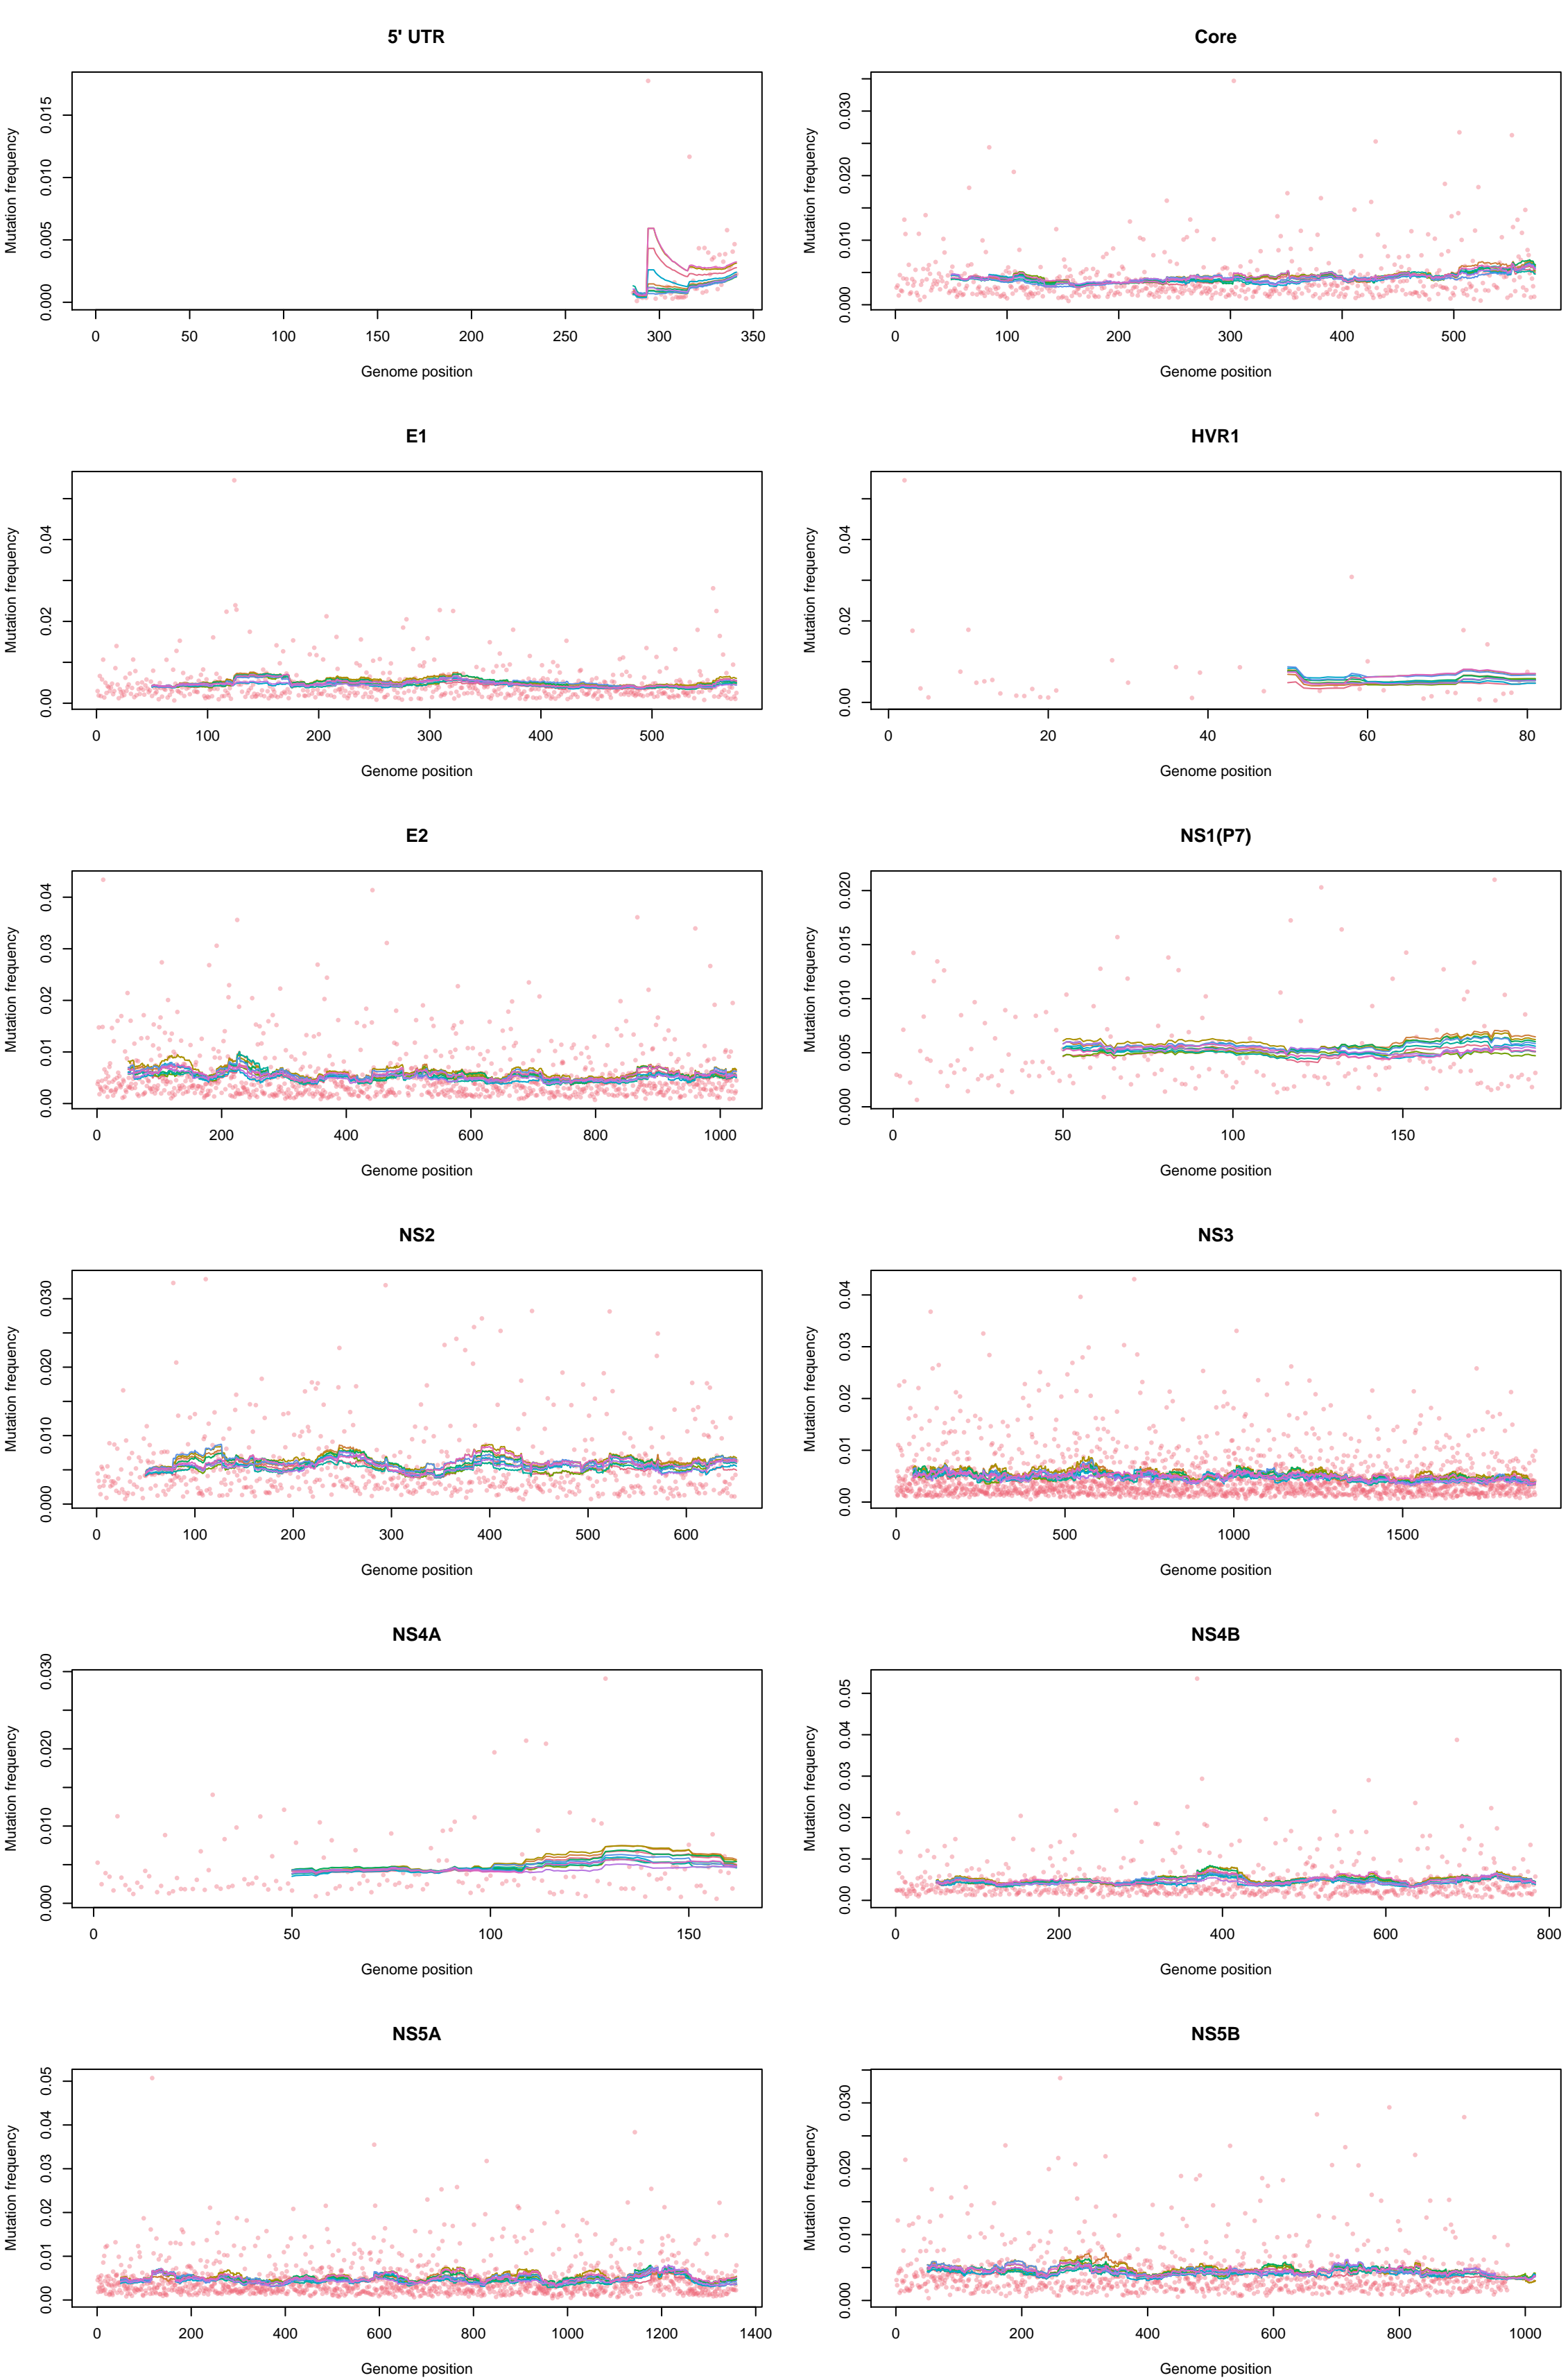 5' UTR
Mutation frequency
0.000 0.005 0.010 0.015
0 50 100 150 200 250 300 350
Genome position
Core
Mutation frequency
0.000 0.010 0.020 0.030
0 100 200 300 400 500
Genome position
E1
Mutation frequency
0.00 0.02 0.04
0 100 200 300 400 500
Genome position
HVR1
Mutation frequency
0.00 0.02 0.04
0 20 40 60 80
Genome position
E2
Mutation frequency
0.00 0.01 0.02 0.03 0.04
0 200 400 600 800 1000
Genome position
NS1(P7)
Mutation frequency
0.000 0.005 0.010 0.015 0.020
0 50 100 150
Genome position
NS2
Mutation frequency
0.000 0.010 0.020 0.030
0 100 200 300 400 500 600
Genome position
NS3
Mutation frequency
0.00 0.01 0.02 0.03 0.04
0 500 1000 1500
Genome position
NS4A
Mutation frequency
0.000 0.010 0.020 0.030
0 50 100 150
Genome position
NS4B
Mutation frequency
0.00 0.01 0.02 0.03 0.04 0.05
0 200 400 600 800
Genome position
NS5A
Mutation frequency
0.00 0.01 0.02 0.03 0.04 0.05
0 200 400 600 800 1000 1200 1400
Genome position
NS5B
Mutation frequency
0.000 0.010 0.020 0.030
0 200 400 600 800 1000
Genome position